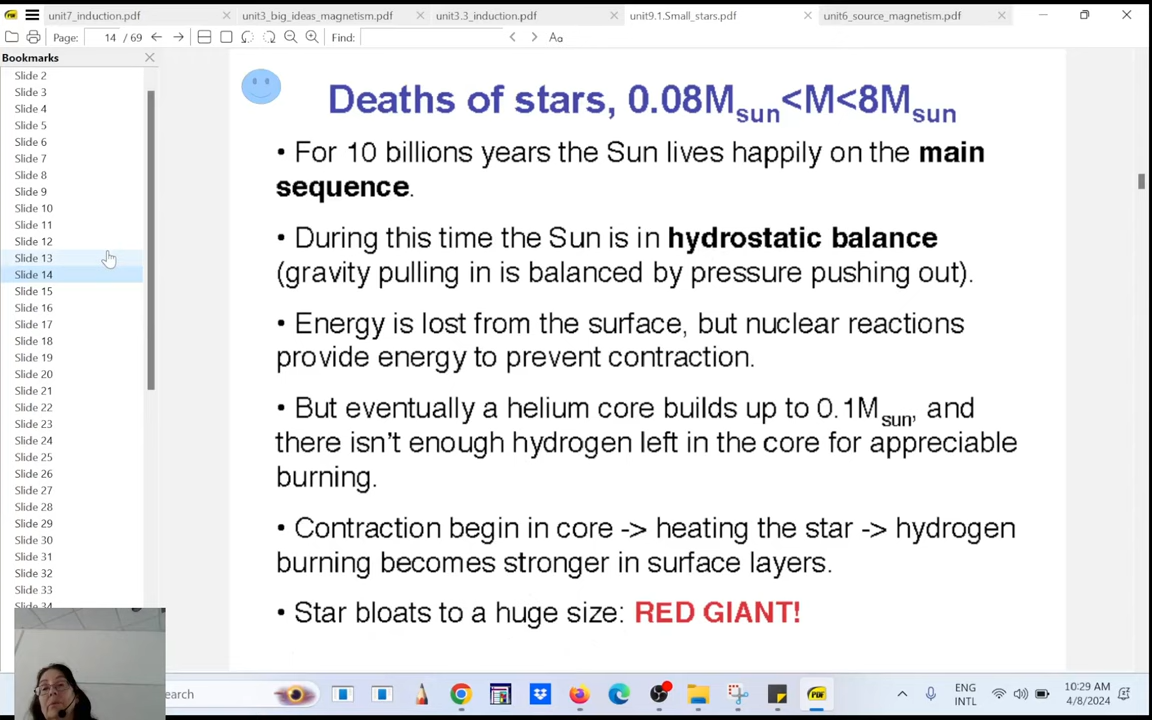 unit7_induction.pdf
unit3_big_ideas_magnetism.pdf
unit3.3_induction.pdf
unit9.1.Small_stars.pdf
unit6_source_magnetism.pdf
Page: 14 / 69
Find:
Aa
Bookmarks
Slide 2
Slide 3
Slide 4
Slide 5
Slide 6
Slide 7
Slide 8
Slide 9
Slide 10
Slide 11
Slide 12
Slide 13
Slide 14
Slide 15
Slide 16
Slide 17
Slide 18
Slide 19
Slide 20
Slide 21
Slide 22
Slide 23
Slide 24
Slide 25
Slide 26
Slide 27
Slide 28
Slide 29
Slide 30
Slide 31
Slide 32
Slide 33
Slide 34
Deaths of stars, 0.08Msun<M<8Msun
• For 10 billions years the Sun lives happily on the main
sequence.
• During this time the Sun is in hydrostatic balance
(gravity pulling in is balanced by pressure pushing out).
• Energy is lost from the surface, but nuclear reactions
provide energy to prevent contraction.
• But eventually a helium core builds up to 0.1Msun, and
there isn't enough hydrogen left in the core for appreciable
burning.
• Contraction begin in core -> heating the star -> hydrogen
burning becomes stronger in surface layers.
• Star bloats to a huge size: RED GIANT!
earch
PDF
ENG
INTL
10:29 AM
4/8/2024